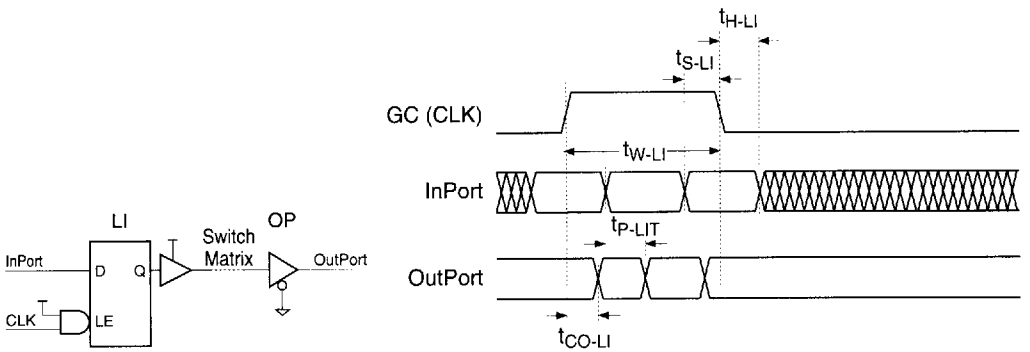 LI
OP
Switch
Matrix
InPort
D
Q
OutPort
CLK
LE
tH-LI
tS-LI
GC (CLK)
tW-LI
InPort
tP-LIT
OutPort
tCO-LI